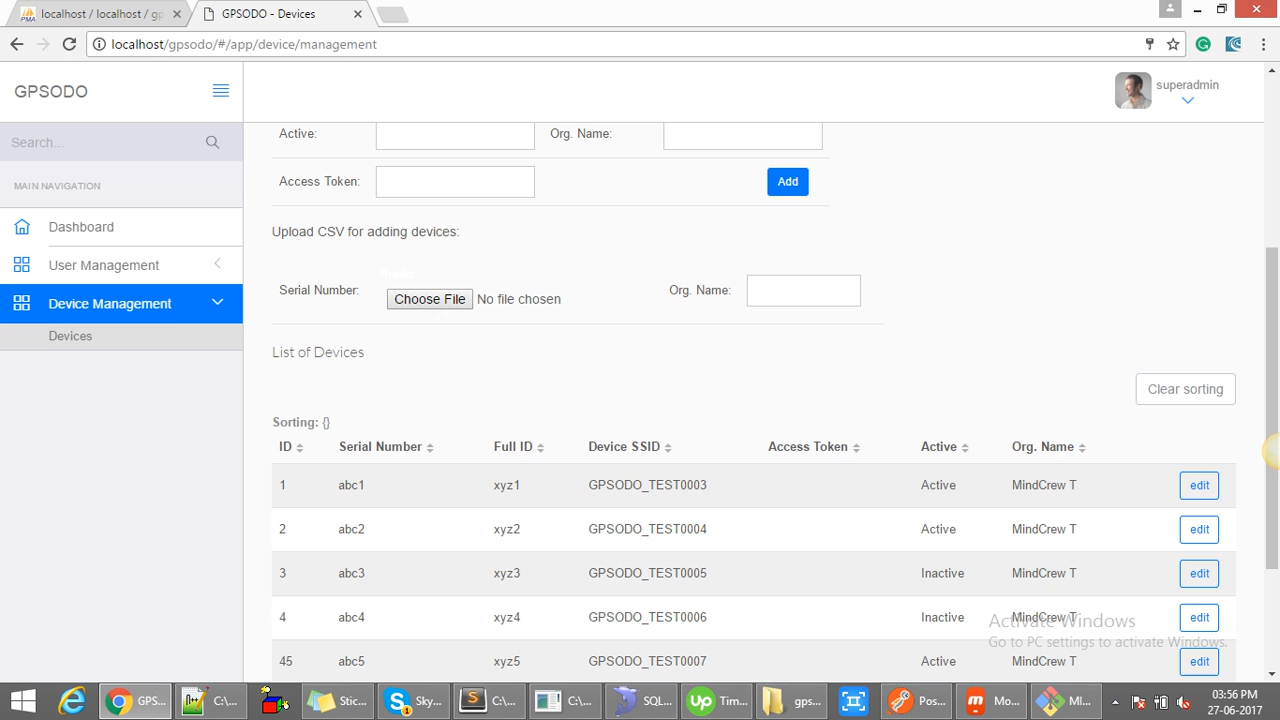 localhost / localhost / gp
GPSODO - Devices
localhost/gpsodo/#/app/device/management
GPSODO
superadmin
Search...
MAIN NAVIGATION
Dashboard
User Management
Device Management
Devices
Active: Org. Name:
Access Token: Add
Upload CSV for adding devices:
Serial Number: Choose File No file chosen Org. Name:
List of Devices
Clear sorting
Sorting: {}
ID Serial Number Full ID Device SSID Access Token Active Org. Name
1 abc1 xyz1 GPSODO_TEST0003 Active MindCrew T edit
2 abc2 xyz2 GPSODO_TEST0004 Active MindCrew T edit
3 abc3 xyz3 GPSODO_TEST0005 Inactive MindCrew T edit
4 abc4 xyz4 GPSODO_TEST0006 Inactive MindCrew T edit
Activate Windows
Go to PC settings to activate Windows.
45 abc5 xyz5 GPSODO_TEST0007 Active MindCrew T edit
GPS... C:\... Stic... Sky... C:\... C:\... SQL... Tim... gps... Pos... Mo... MI...
03:56 PM
27-06-2017